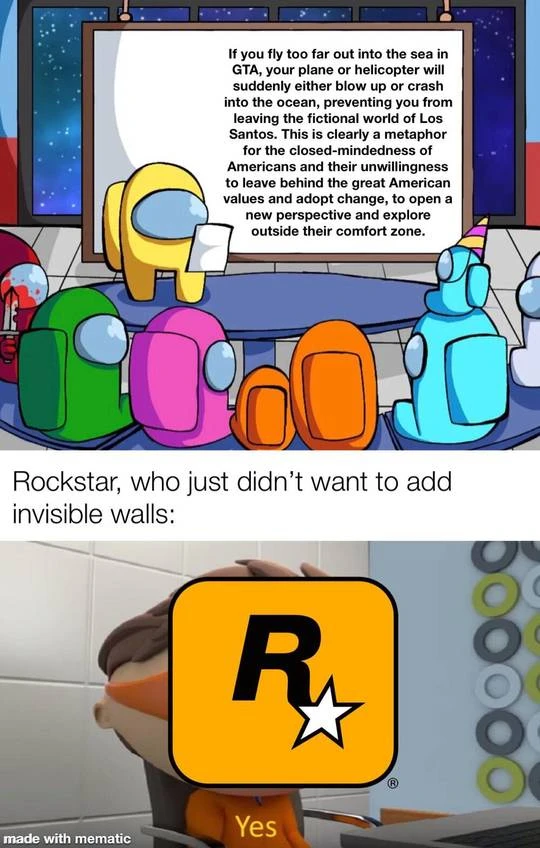 If you fly too far out into the sea in
GTA, your plane or helicopter will
suddenly either blow up or crash
into the ocean, preventing you from
leaving the fictional world of Los
Santos. This is clearly a metaphor
for the closed-mindedness of
Americans and their unwillingness
to leave behind the great American
values and adopt change, to open a
new perspective and explore
outside their comfort zone.
Rockstar, who just didn’t want to add
invisible walls:
R
®
Yes
made with mematic